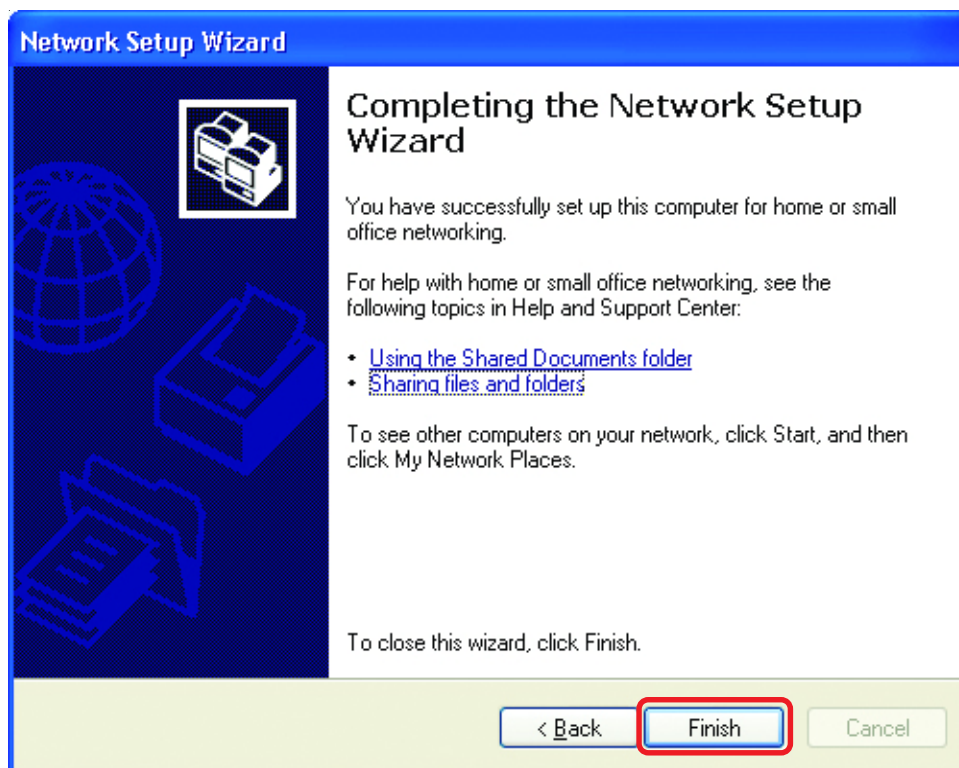 Network Setup Wizard
Completing the Network Setup
Wizard
You have successfully set up this computer for home or small
office networking.
For help with home or small office networking, see the
following topics in Help and Support Center:
• Using the Shared Documents folder
• Sharing files and folders
To see other computers on your network, click Start, and then
click My Network Places.
To close this wizard, click Finish.
< Back Finish Cancel